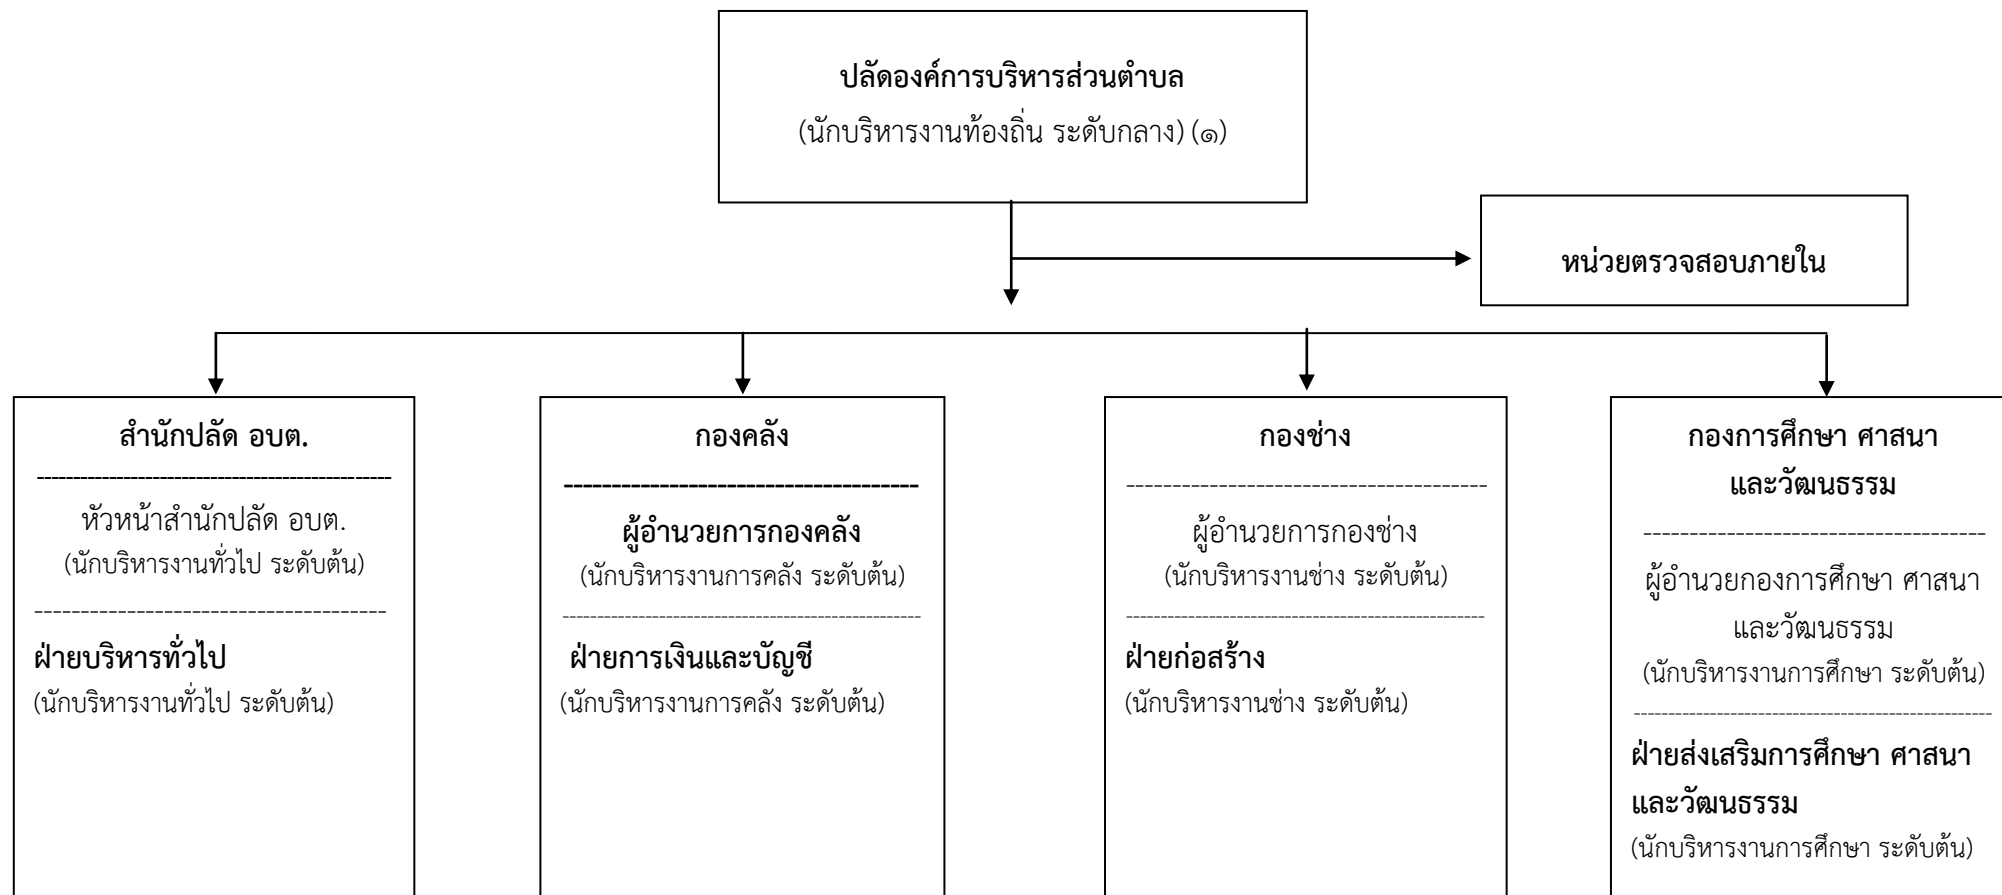 ปลัดองค์การบริหารส่วนตำบล
(นักบริหารงานท้องถิ่น ระดับกลาง) (๑)
หน่วยตรวจสอบภายใน
สำนักปลัด อบต.
หัวหน้าสำนักปลัด อบต.
(นักบริหารงานทั่วไป ระดับต้น)
ฝ่ายบริหารทั่วไป
(นักบริหารงานทั่วไป ระดับต้น)
กองคลัง
ผู้อำนวยการกองคลัง
(นักบริหารงานการคลัง ระดับต้น)
ฝ่ายการเงินและบัญชี
(นักบริหารงานการคลัง ระดับต้น)
กองช่าง
ผู้อำนวยการกองช่าง
(นักบริหารงานช่าง ระดับต้น)
ฝ่ายก่อสร้าง
(นักบริหารงานช่าง ระดับต้น)
กองการศึกษา ศาสนา
และวัฒนธรรม
ผู้อำนวยกองการศึกษา ศาสนา
และวัฒนธรรม
(นักบริหารงานการศึกษา ระดับต้น)
ฝ่ายส่งเสริมการศึกษา ศาสนา
และวัฒนธรรม
(นักบริหารงานการศึกษา ระดับต้น)